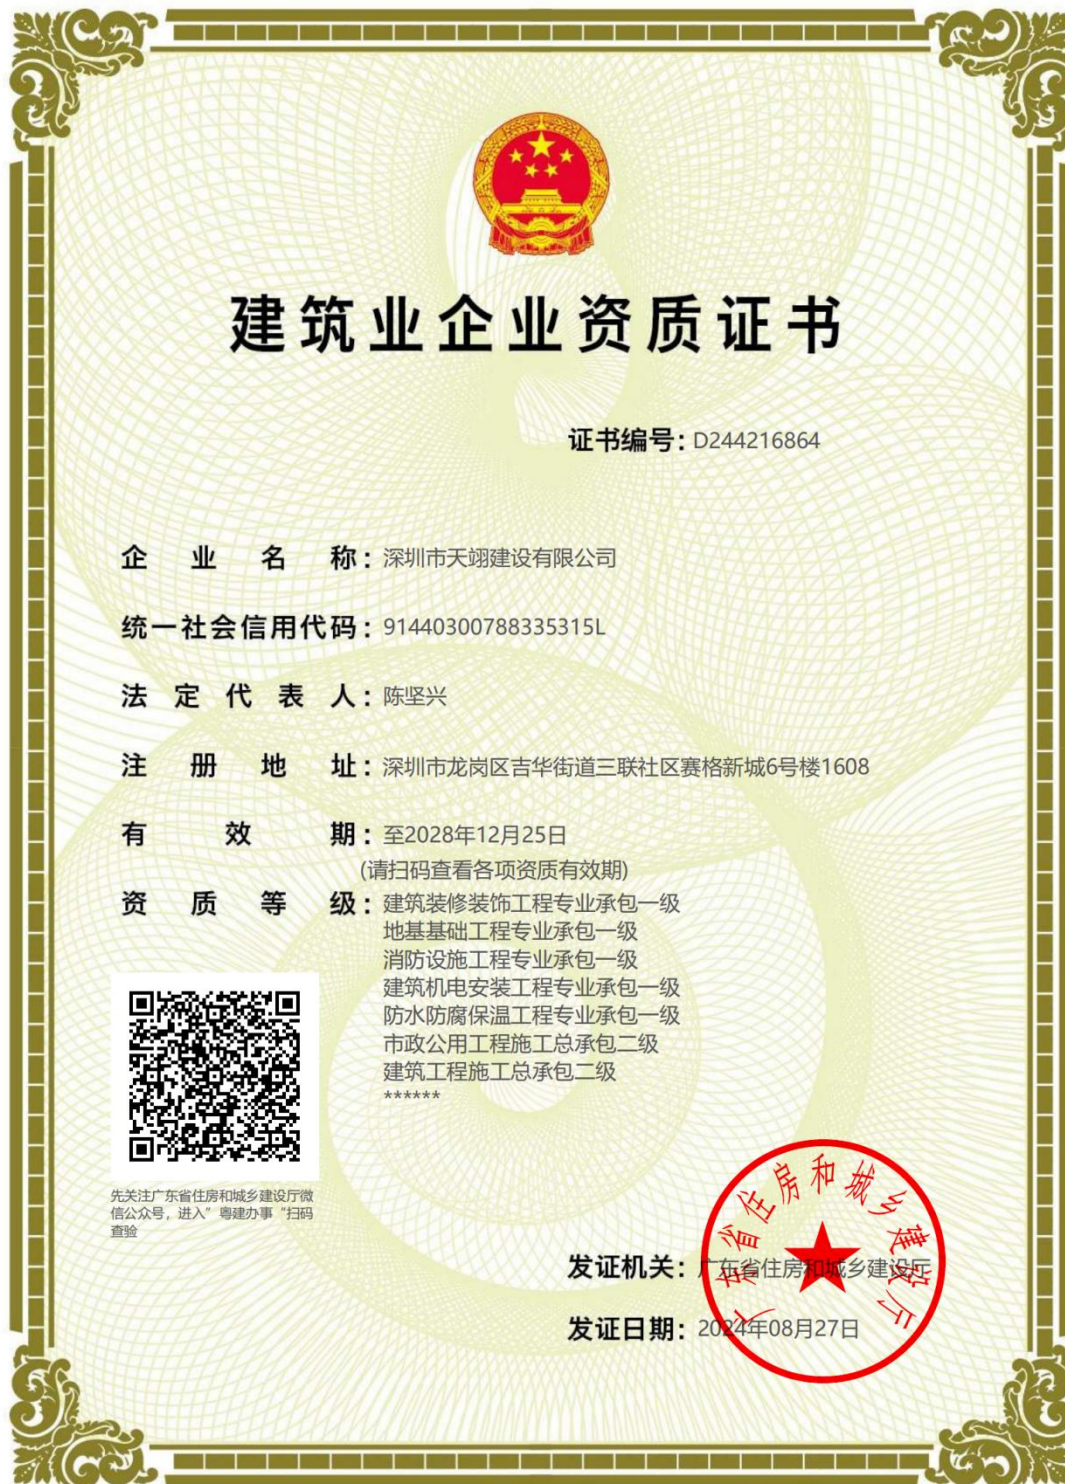 建筑业企业资质证书
证书编号：D244216864
企业名称：深圳市天翊建设有限公司
统一社会信用代码：91440300788335315L
法定代表人：陈坚兴
注册地址：深圳市龙岗区吉华街道三联社区赛格新城6号楼1608
有效期：至2028年12月25日
(请扫码查看各项资质有效期)
资质等级：建筑装修装饰工程专业承包一级
地基基础工程专业承包一级
消防设施工程专业承包一级
建筑机电安装工程专业承包一级
防水防腐保温工程专业承包一级
市政公用工程施工总承包二级
建筑工程施工总承包二级
******
先关注广东省住房和城乡建设厅微
信公众号，进入”粤建办事“扫码
查验
发证机关：广东省住房和城乡建设厅
发证日期：2024年08月27日
广东省住房和城乡建设厅